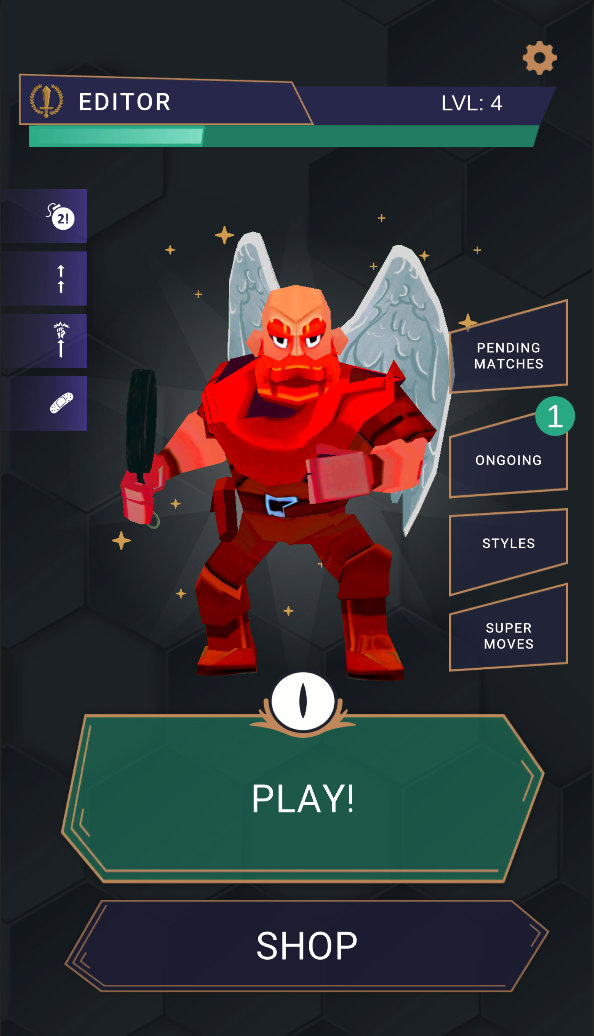 EDITOR
LVL: 4
2!
PENDING
MATCHES
1
ONGOING
STYLES
SUPER
MOVES
PLAY!
SHOP